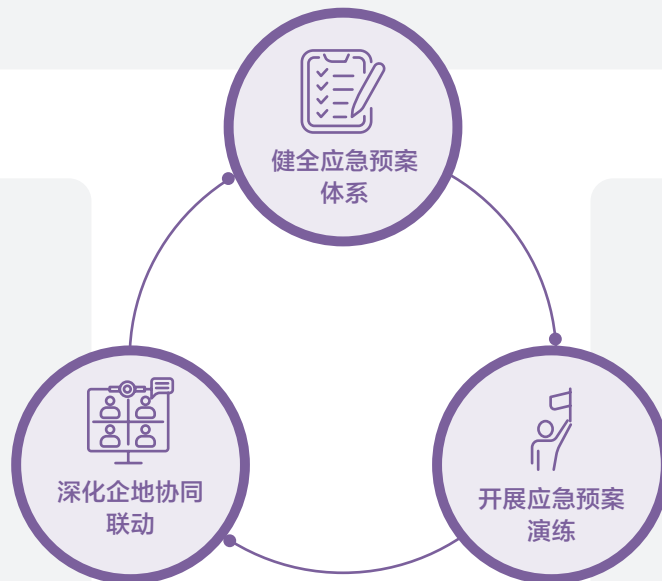 健全应急预案
体系
深化企地协同
联动
开展应急预案
演练